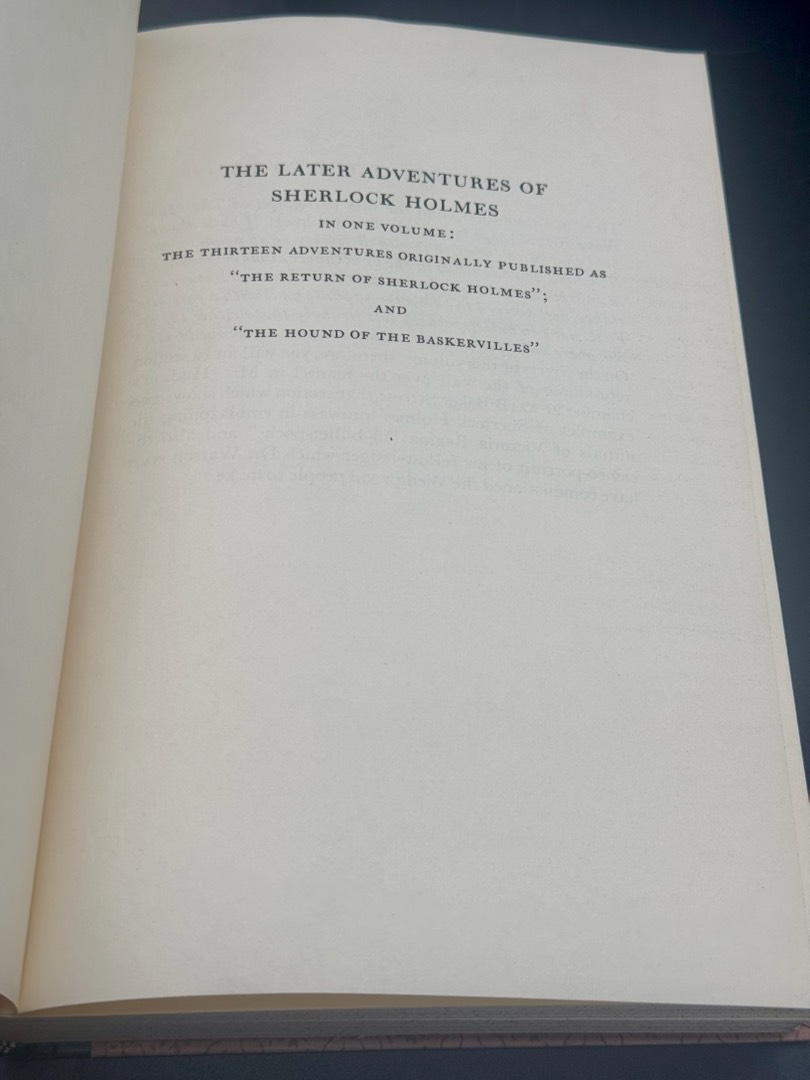 THE LATER ADVENTURES OF
SHERLOCK HOLMES
IN ONE VOLUME:
THE THIRTEEN ADVENTURES ORIGINALLY PUBLISHED AS
“THE RETURN OF SHERLOCK HOLMES”;
AND
“THE HOUND OF THE BASKERVILLES”